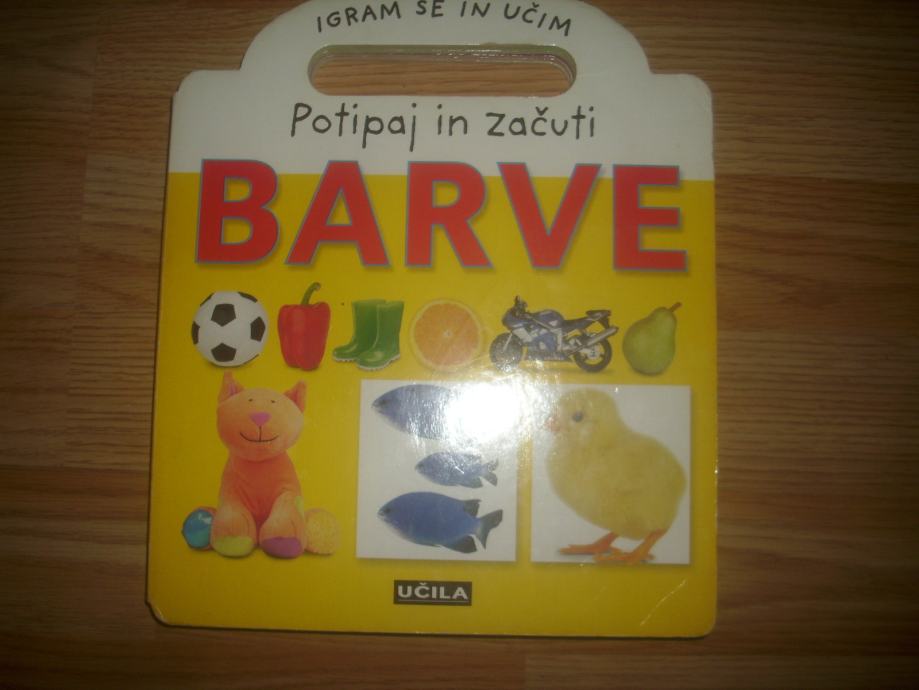 IGRAM SE IN UČIM
Potipaj in začuti
BARVE
UČILA